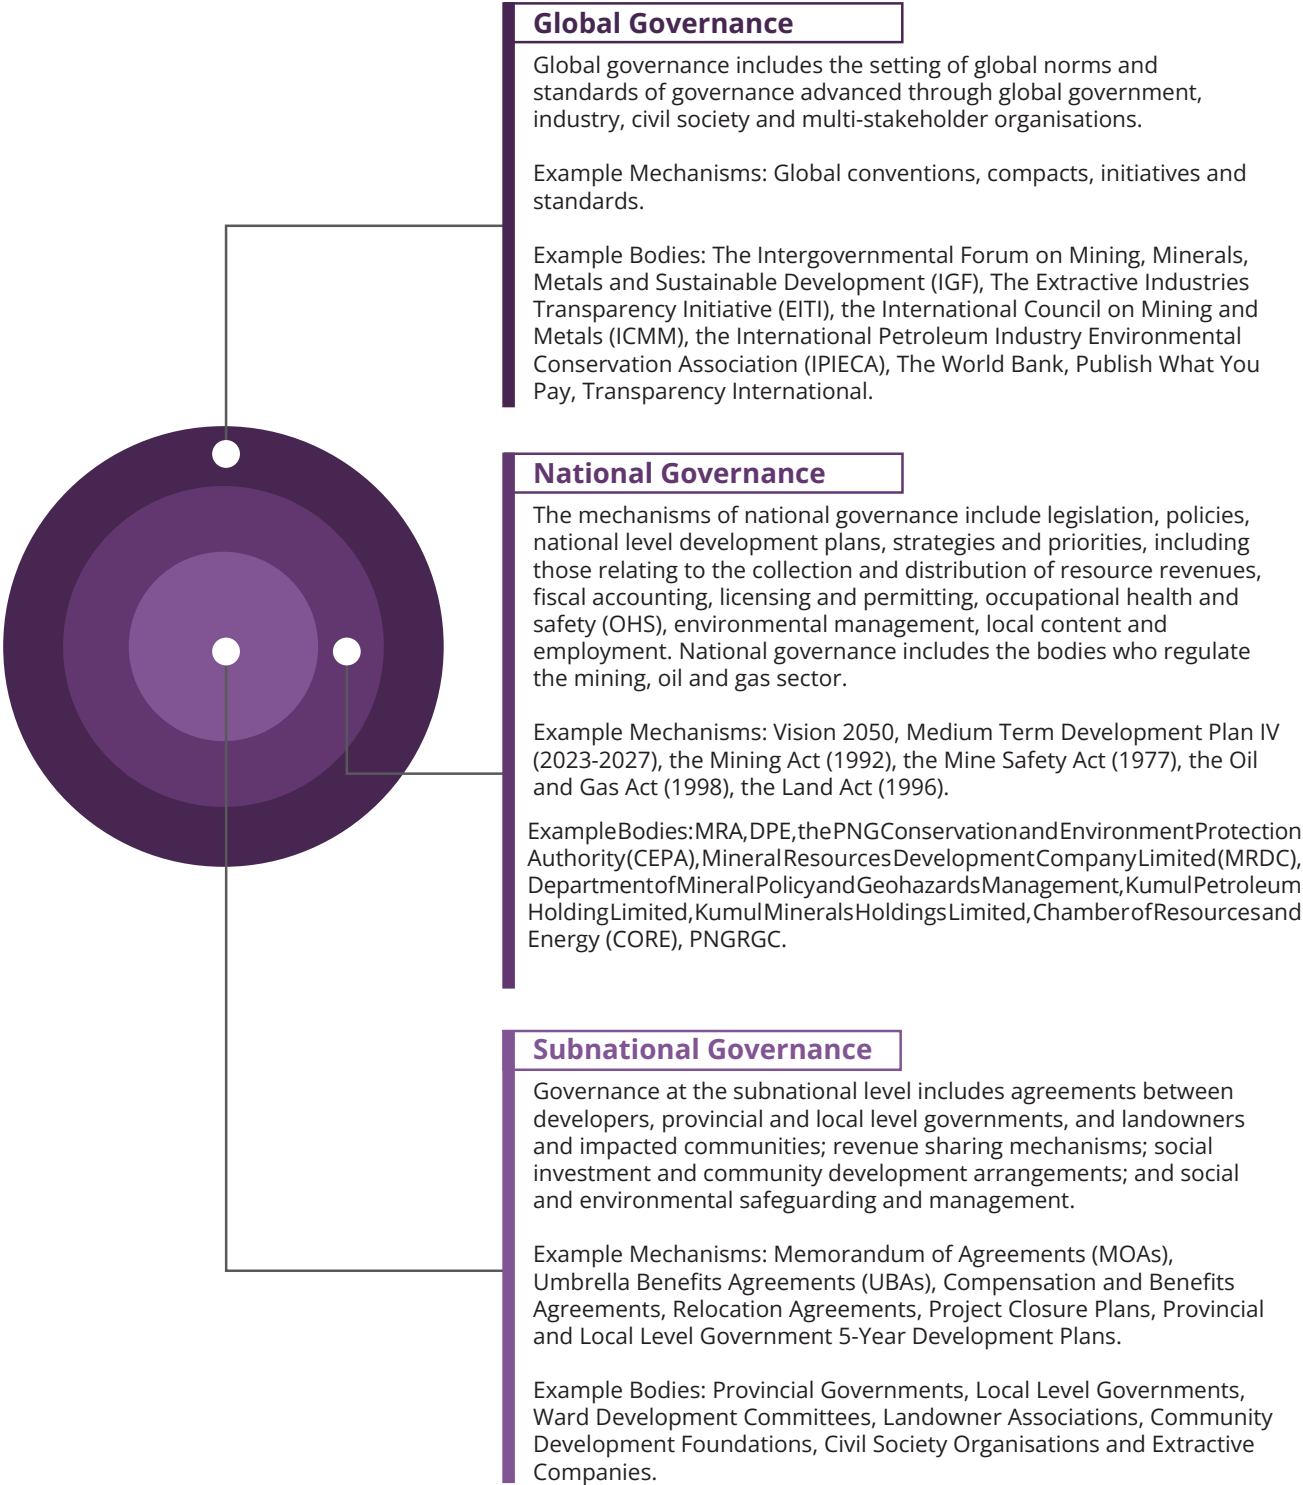 Global Governance
Global governance includes the setting of global norms and
standards of governance advanced through global government,
industry, civil society and multi-stakeholder organisations.
Example Mechanisms: Global conventions, compacts, initiatives and
standards.
Example Bodies: The Intergovernmental Forum on Mining, Minerals,
Metals and Sustainable Development (IGF), The Extractive Industries
Transparency Initiative (EITI), the International Council on Mining and
Metals (ICMM), the International Petroleum Industry Environmental
Conservation Association (IPIECA), The World Bank, Publish What You
Pay, Transparency International.
National Governance
The mechanisms of national governance include legislation, policies,
national level development plans, strategies and priorities, including
those relating to the collection and distribution of resource revenues,
fiscal accounting, licensing and permitting, occupational health and
safety (OHS), environmental management, local content and
employment. National governance includes the bodies who regulate
the mining, oil and gas sector.
Example Mechanisms: Vision 2050, Medium Term Development Plan IV
(2023-2027), the Mining Act (1992), the Mine Safety Act (1977), the Oil
and Gas Act (1998), the Land Act (1996).
Example Bodies: MRA, DPE, the PNG Conservation and Environment Protection
Authority (CEPA), Mineral Resources Development Company Limited (MRDC),
Department of Mineral Policy and Geohazards Management, Kumul Petroleum
Holding Limited, Kumul Minerals Holdings Limited, Chamber of Resources and
Energy (CORE), PNGRGC.
Subnational Governance
Governance at the subnational level includes agreements between
developers, provincial and local level governments, and landowners
and impacted communities; revenue sharing mechanisms; social
investment and community development arrangements; and social
and environmental safeguarding and management.
Example Mechanisms: Memorandum of Agreements (MOAs),
Umbrella Benefits Agreements (UBAs), Compensation and Benefits
Agreements, Relocation Agreements, Project Closure Plans, Provincial
and Local Level Government 5-Year Development Plans.
Example Bodies: Provincial Governments, Local Level Governments,
Ward Development Committees, Landowner Associations, Community
Development Foundations, Civil Society Organisations and Extractive
Companies.